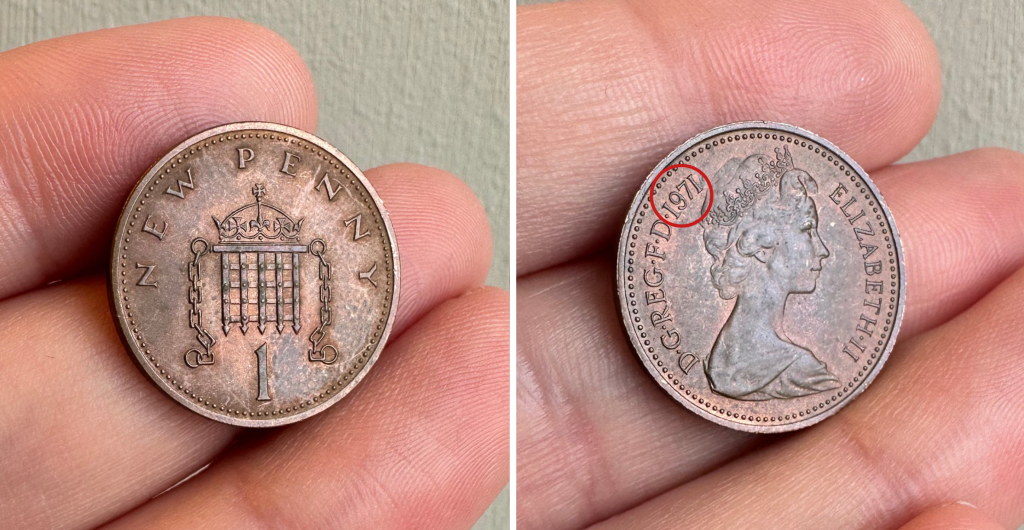 NEW PENNY
1
D·G·REG·F·D·1971
ELIZABETH·II